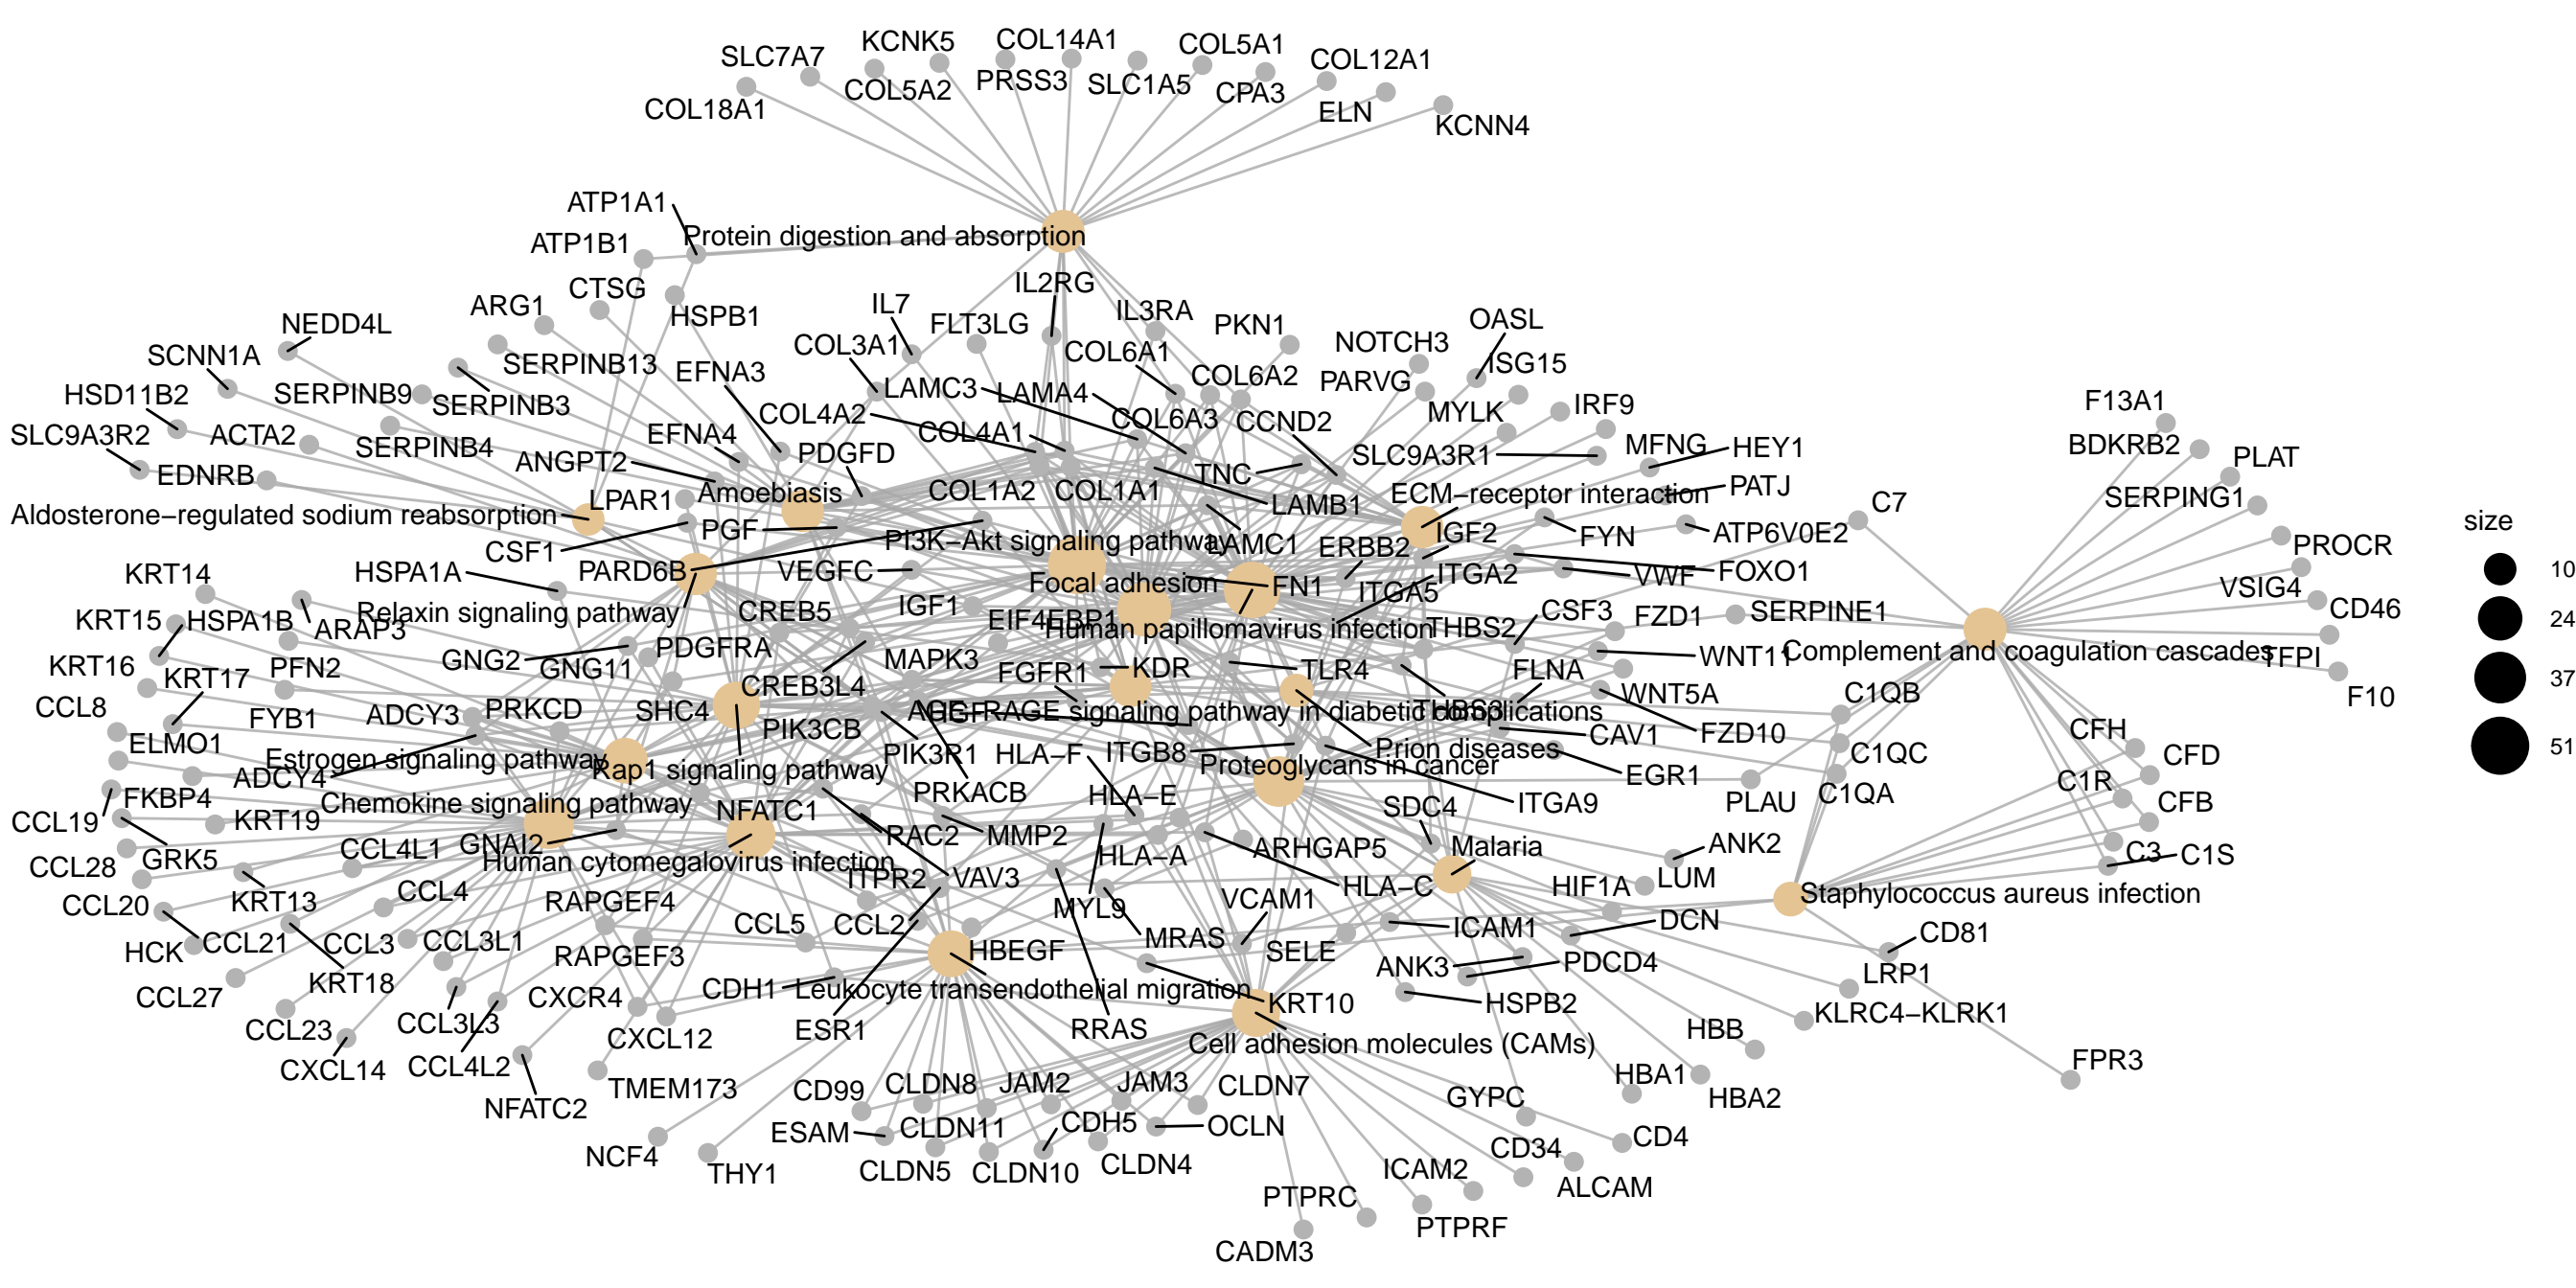 SLC7A7
KCNK5
COL14A1
COL5A1
COL12A1
COL18A1
COL5A2
PRSS3
SLC1A5
CPA3
ELN
KCNN4
ATP1A1
ATP1B1
Protein digestion and absorption
CTSG
IL2RG
ARG1
HSPB1
IL7
FLT3LG
IL3RA
PKN1
OASL
NEDD4L
NOTCH3
SCNN1A
COL3A1
COL6A1
ISG15
SERPINB13
EFNA3
COL6A2
PARVG
HSD11B2
SERPINB9
SERPINB3
LAMC3
LAMA4
MYLK
IRF9
F13A1
SLC9A3R2
ACTA2
SERPINB4
EFNA4
COL4A2
COL4A1
COL6A3
CCND2
SLC9A3R1
MFNG
HEY1
BDKRB2
PLAT
EDNRB
ANGPT2
PDGFD
TNC
ECM−receptor interaction
PATJ
SERPING1
LPAR1
Amoebiasis
COL1A2
COL1A1
LAMB1
C7
Aldosterone−regulated sodium reabsorption
PGF
PI3K−Akt signaling pathway
LAMC1
ERBB2
IGF2
FYN
ATP6V0E2
PROCR
size
CSF1
HSPA1A
PARD6B
VEGFC
Focal adhesion
FN1
ITGA2
VWF
FOXO1
VSIG4
10
KRT14
ITGA5
CD46
KRT15
HSPA1B
ARAP3
Relaxin signaling pathway
CREB5
IGF1
EIF4EBP1
Human papillomavirus infection
THBS2
CSF3
FZD1
SERPINE1
24
KRT16
KRT17
PFN2
GNG2
GNG11
PDGFRA
MAPK3
FGFR1
KDR
TLR4
FLNA
WNT11
Complement and coagulation cascades
TFPI
37
CCL8
FYB1
ADCY3
PRKCD
SHC4
CREB3L4
AGE−RAGE signaling pathway in diabetic complications
HGF
THBS3
WNT5A
C1QB
F10
ELMO1
Estrogen signaling pathway
PIK3CB
PIK3R1
HLA−F
ITGB8
Prion diseases
CAV1
FZD10
C1QC
CFH
CFD
51
ADCY4
Rap1 signaling pathway
Proteoglycans in cancer
EGR1
FKBP4
Chemokine signaling pathway
NFATC1
PRKACB
HLA−E
SDC4
ITGA9
PLAU
C1QA
C1R
CFB
CCL19
KRT19
GNAI2
RAC2
MMP2
HLA−A
ARHGAP5
Malaria
ANK2
C3
C1S
CCL28
GRK5
CCL4L1
Human cytomegalovirus infection
ITPR2
VAV3
HLA−C
HIF1A
LUM
Staphylococcus aureus infection
CCL20
KRT13
CCL4
RAPGEF4
CCL5
CCL2
MYL9
VCAM1
DCN
HCK
CCL21
CCL3
CCL3L1
RAPGEF3
HBEGF
MRAS
SELE
ICAM1
CD81
CCL27
KRT18
CXCR4
CDH1
Leukocyte transendothelial migration
KRT10
ANK3
PDCD4
LRP1
HSPB2
KLRC4−KLRK1
CCL23
CCL3L3
CXCL12
ESR1
RRAS
Cell adhesion molecules (CAMs)
HBB
CXCL14
CCL4L2
TMEM173
CD99
CLDN8
JAM2
JAM3
CLDN7
HBA1
FPR3
NFATC2
GYPC
HBA2
NCF4
THY1
ESAM
CLDN11
CDH5
OCLN
CD4
CLDN5
CLDN10
CLDN4
CD34
ICAM2
ALCAM
PTPRC
PTPRF
CADM3